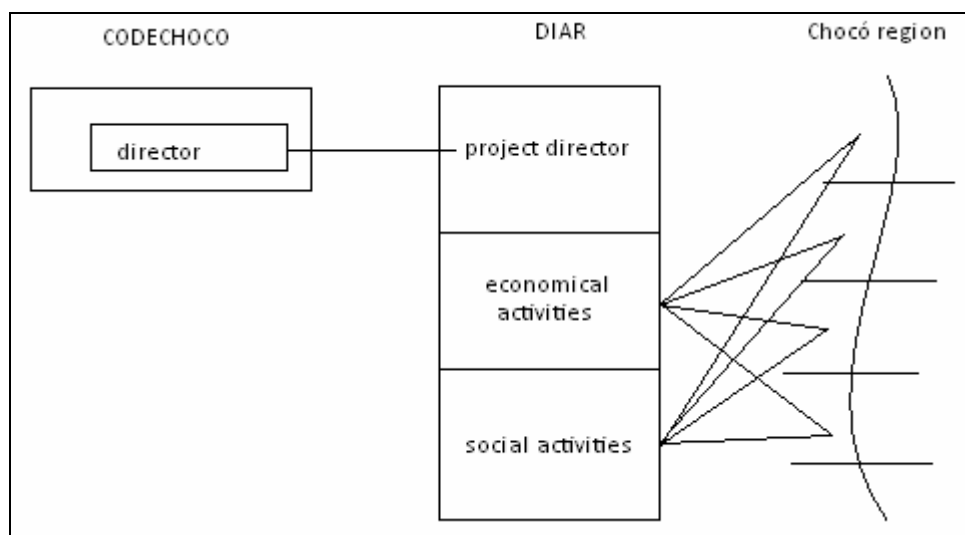 CODECHOCO
DIAR
Chocó region
director
project director
economical
activities
social activities